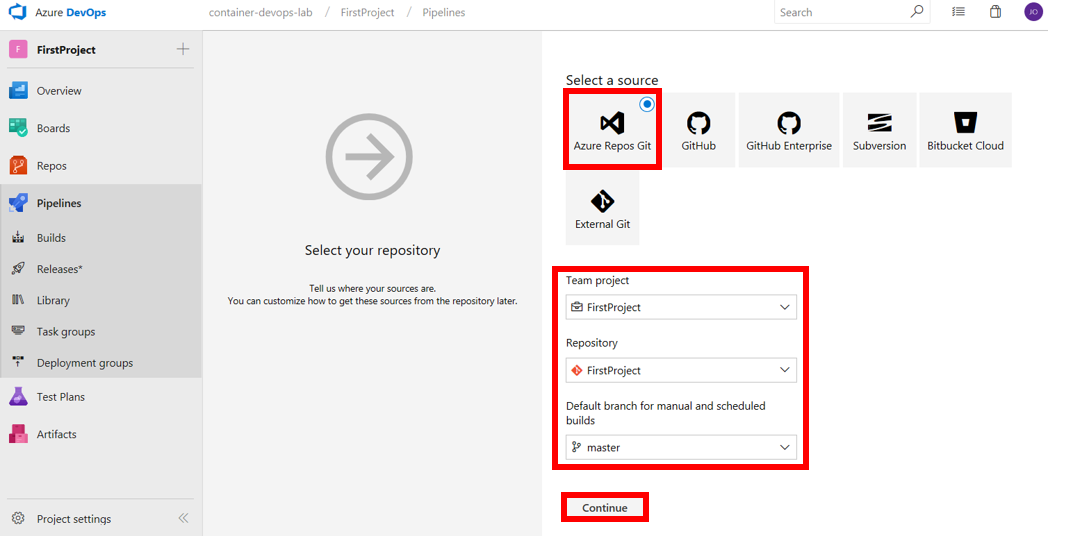 Azure DevOps
container-devops-lab / FirstProject / Pipelines
Search
JO
F FirstProject
Overview
Boards
Repos
Pipelines
Builds
Releases*
Library
Task groups
Deployment groups
Test Plans
Artifacts
Project settings
Select your repository
Tell us where your sources are.
You can customize how to get these sources from the repository later.
Select a source
Azure Repos Git
GitHub
GitHub Enterprise
Subversion
Bitbucket Cloud
External Git
Team project
FirstProject
Repository
FirstProject
Default branch for manual and scheduled
builds
master
Continue